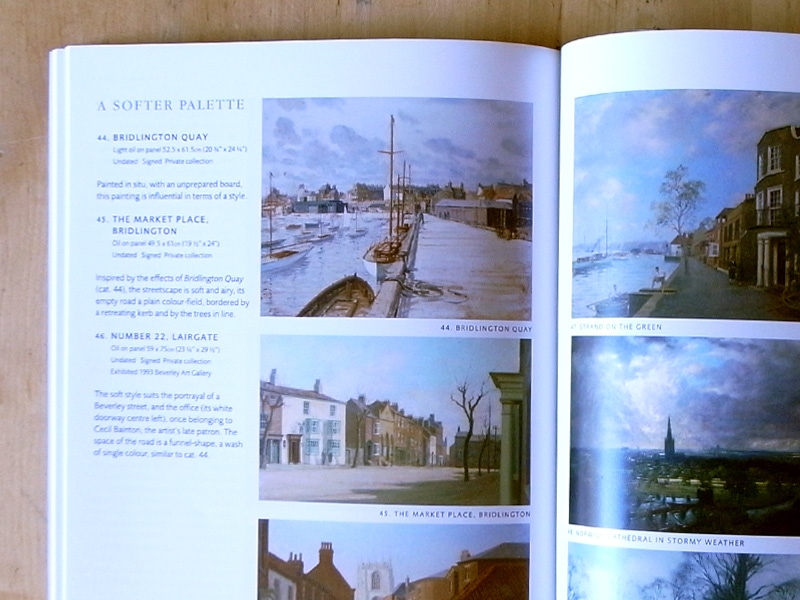 A SOFTER PALETTE
44. BRIDLINGTON QUAY
Light oil on panel 52.5 x 61.5cm (20 ¾" x 24 ¼")
Undated Signed Private collection
Painted in situ, with an unprepared board,
this painting is influential in terms of a style.
45. THE MARKET PLACE,
BRIDLINGTON
Oil on panel 49.5 x 61cm (19 ½" x 24")
Undated Signed Private collection
Inspired by the effects of Bridlington Quay
(cat. 44), the streetscape is soft and airy, its
empty road a plain colour-field, bordered by
a retreating kerb and by the trees in line.
46. NUMBER 22, LAIRGATE
Oil on panel 59 x 75cm (23 ¼" x 29 ½")
Undated Signed Private collection
Exhibited 1993 Beverley Art Gallery
The soft style suits the portrayal of a
Beverley street, and the office (its white
doorway centre left), once belonging to
Cecil Bainton, the artist's late patron. The
space of the road is a funnel-shape, a wash
of single colour, similar to cat. 44.
44. BRIDLINGTON QUAY
45. THE MARKET PLACE, BRIDLINGTON
STRAND ON THE GREEN
CATHEDRAL IN STORMY WEATHER